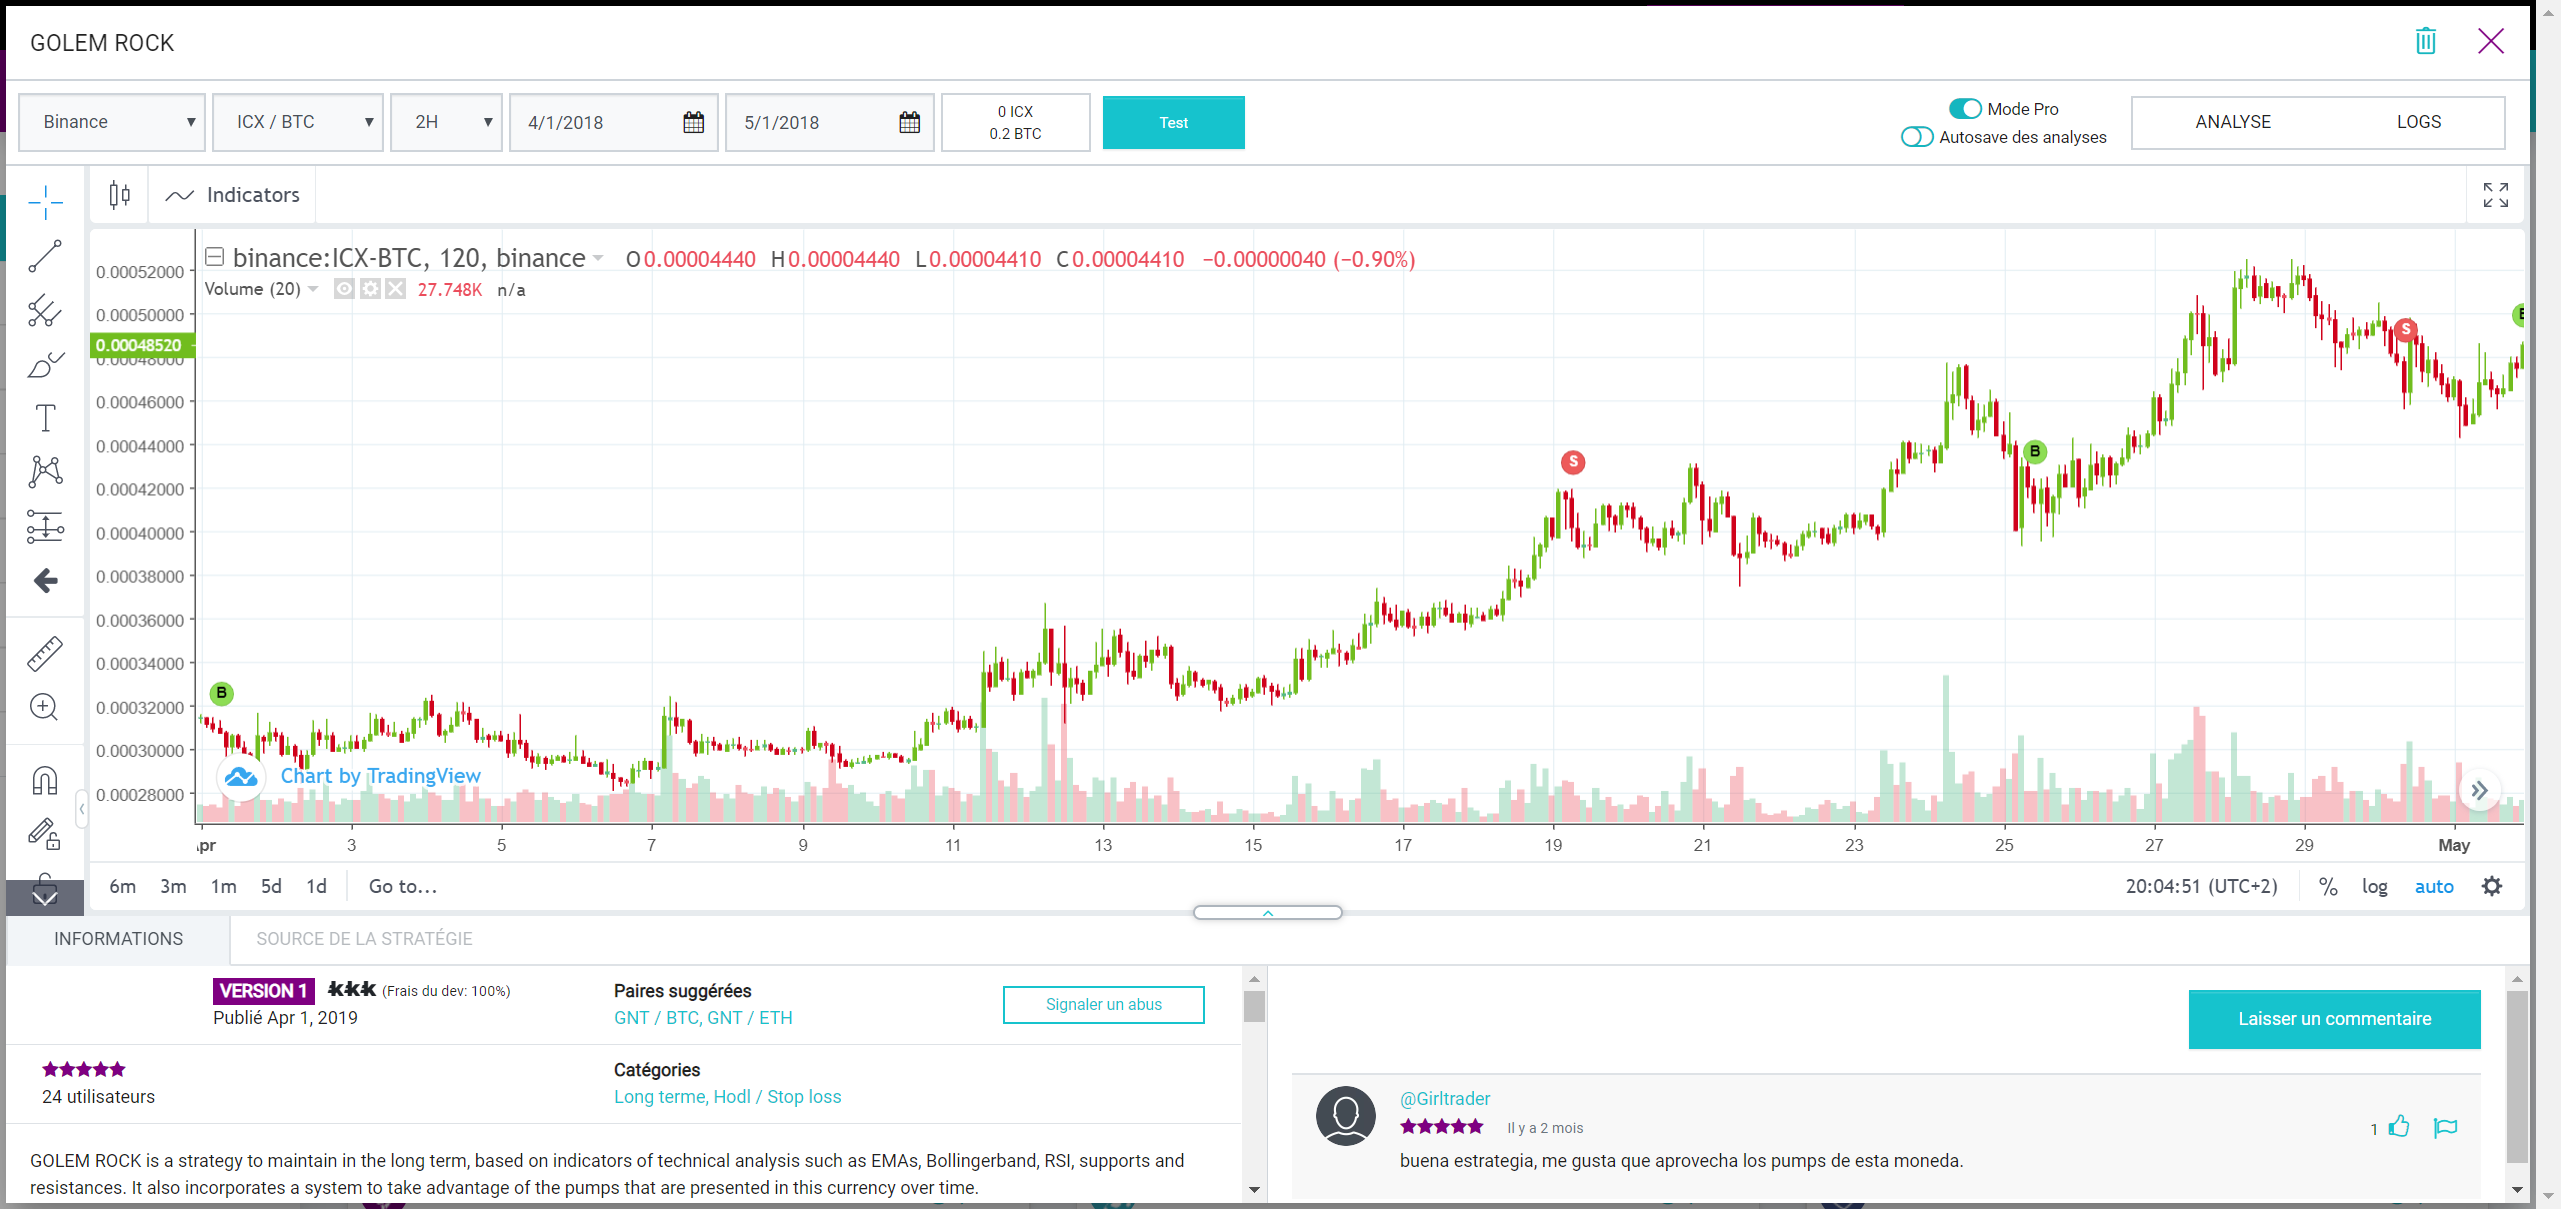 GOLEM ROCK
Binance
ICX / BTC
2H
4/1/2018
5/1/2018
0 ICX
0.2 BTC
Test
Mode Pro
Autosave des analyses
ANALYSE
LOGS
Indicators
binance:ICX-BTC, 120, binance
O0.00004440 H0.00004440 L0.00004410 C0.00004410 −0.00000040 (−0.90%)
Volume (20)
27.748K n/a
0.00052000
0.00050000
0.00048520
0.00048000
0.00046000
0.00044000
0.00042000
0.00040000
0.00038000
0.00036000
0.00034000
0.00032000
0.00030000
0.00028000
B
S
B
S
Chart by TradingView
3 5 7 9 11 13 15 17 19 21 23 25 27 29 May
6m 3m 1m 5d 1d Go to...
20:04:51 (UTC+2) % log auto
INFORMATIONS
SOURCE DE LA STRATÉGIE
VERSION 1
kkk (Frais du dev: 100%)
Publié Apr 1, 2019
Paires suggérées
GNT / BTC, GNT / ETH
Signaler un abus
24 utilisateurs
Catégories
Long terme, Hodl / Stop loss
GOLEM ROCK is a strategy to maintain in the long term, based on indicators of technical analysis such as EMAs, Bollingerband, RSI, supports and
resistances. It also incorporates a system to take advantage of the pumps that are presented in this currency over time.
Laisser un commentaire
@Girltrader
Il y a 2 mois
1
buena estrategia, me gusta que aprovecha los pumps de esta moneda.